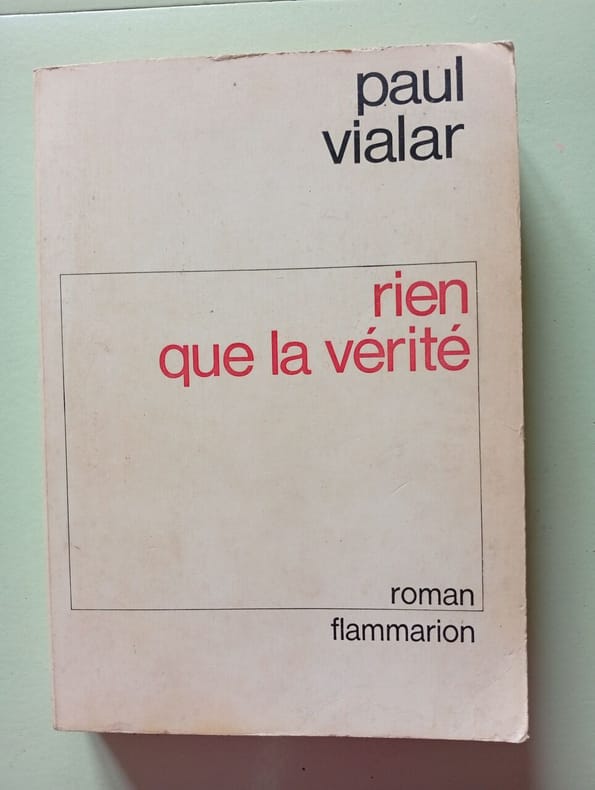 paul
vialar
rien
que la vérité
roman
flammarion